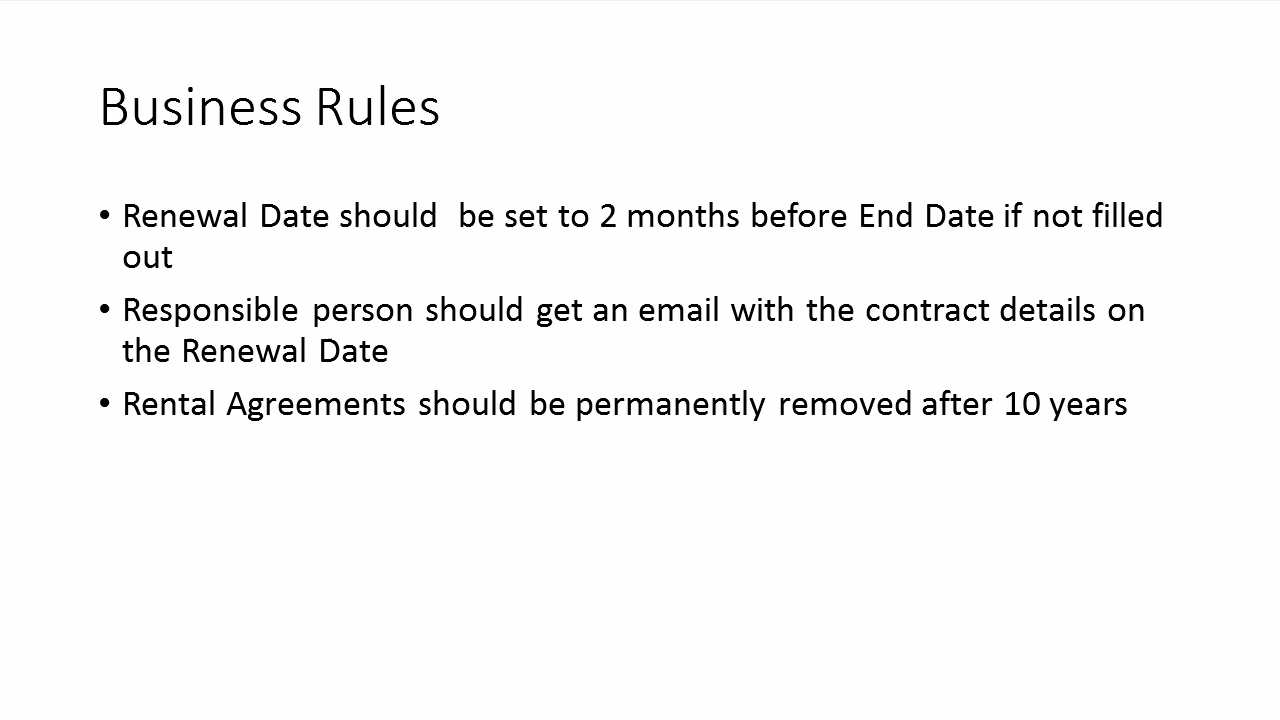 Business Rules
• Renewal Date should  be set to 2 months before End Date if not filled
out
• Responsible person should get an email with the contract details on
the Renewal Date
• Rental Agreements should be permanently removed after 10 years